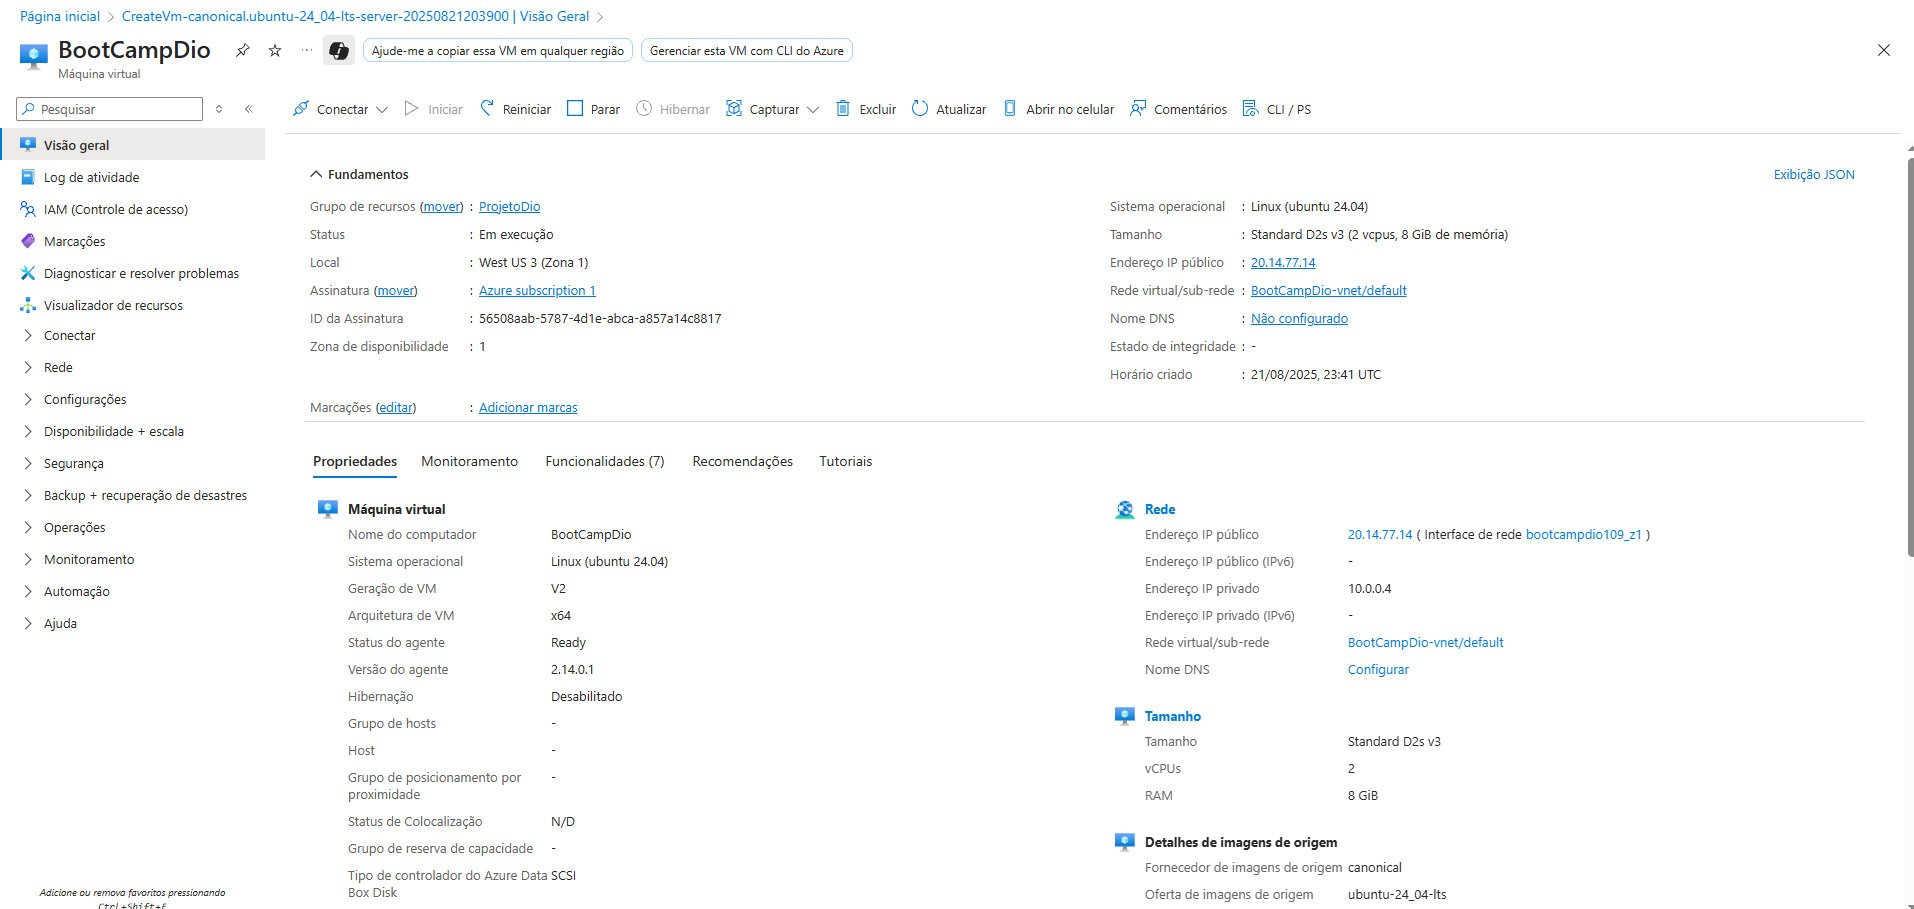 Página inicial > CreateVm-canonical.ubuntu-24_04-lts-server-20250821203900 | Visão Geral >
BootCampDio
Máquina virtual
Ajude-me a copiar essa VM em qualquer região
Gerenciar esta VM com CLI do Azure
Pesquisar
Visão geral
Log de atividade
IAM (Controle de acesso)
Marcações
Diagnosticar e resolver problemas
Visualizador de recursos
Conectar
Rede
Configurações
Disponibilidade + escala
Segurança
Backup + recuperação de desastres
Operações
Monitoramento
Automação
Ajuda
Adicione ou remova favoritos pressionando
Ctrl+Shift+F
Conectar Iniciar Reiniciar Parar Hibernar Capturar Excluir Atualizar Abrir no celular Comentários CLI / PS
Fundamentos
Exibição JSON
Grupo de recursos (mover) : ProjetoDio
Status : Em execução
Local : West US 3 (Zona 1)
Assinatura (mover) : Azure subscription 1
ID da Assinatura : 56508aab-5787-4d1e-abca-a857a14c8817
Zona de disponibilidade : 1
Sistema operacional : Linux (ubuntu 24.04)
Tamanho : Standard D2s v3 (2 vcpus, 8 GiB de memória)
Endereço IP público : 20.14.77.14
Rede virtual/sub-rede : BootCampDio-vnet/default
Nome DNS : Não configurado
Estado de integridade : -
Horário criado : 21/08/2025, 23:41 UTC
Marcações (editar) : Adicionar marcas
Propriedades Monitoramento Funcionalidades (7) Recomendações Tutoriais
Máquina virtual
Nome do computador BootCampDio
Sistema operacional Linux (ubuntu 24.04)
Geração de VM V2
Arquitetura de VM x64
Status do agente Ready
Versão do agente 2.14.0.1
Hibernação Desabilitado
Grupo de hosts -
Host -
Grupo de posicionamento por -
proximidade
Status de Colocalização N/D
Grupo de reserva de capacidade -
Tipo de controlador do Azure Data SCSI
Box Disk
Rede
Endereço IP público 20.14.77.14 ( Interface de rede bootcampdio109_z1 )
Endereço IP público (IPv6) -
Endereço IP privado 10.0.0.4
Endereço IP privado (IPv6) -
Rede virtual/sub-rede BootCampDio-vnet/default
Nome DNS Configurar
Tamanho
Tamanho Standard D2s v3
vCPUs 2
RAM 8 GiB
Detalhes de imagens de origem
Fornecedor de imagens de origem canonical
Oferta de imagens de origem ubuntu-24_04-lts